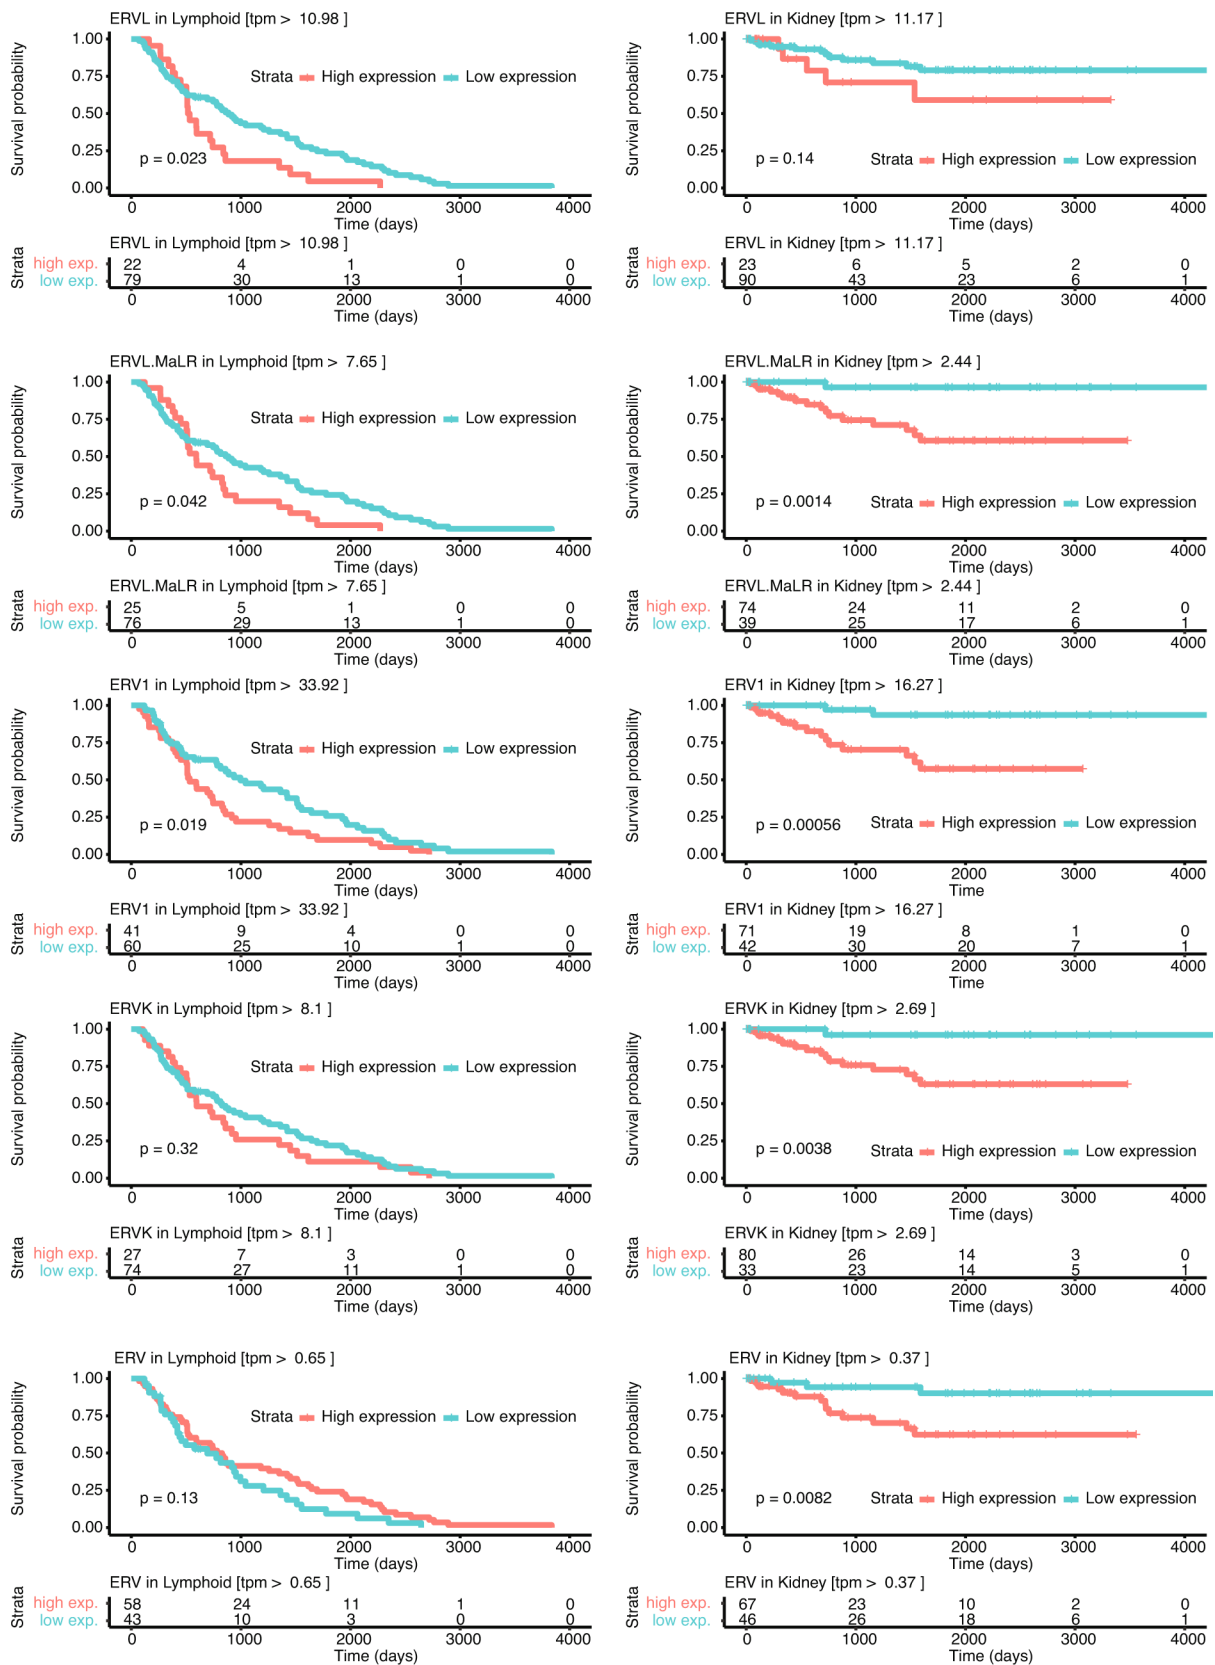 ERVL in Lymphoid [tpm > 10.98 ]
Survival probability
1.00
0.75
0.50
0.25
0.00
Strata High expression Low expression
p = 0.023
0 1000 2000 3000 4000
Time (days)
ERVL in Lymphoid [tpm > 10.98 ]
Strata
high exp. 22 4 1 0 0
low exp. 79 30 13 1 0
0 1000 2000 3000 4000
Time (days)
ERVL in Kidney [tpm > 11.17 ]
Survival probability
1.00
0.75
0.50
0.25
0.00
p = 0.14
Strata High expression Low expression
0 1000 2000 3000 4000
Time (days)
ERVL in Kidney [tpm > 11.17 ]
Strata
high exp. 23 6 5 2 0
low exp. 90 43 23 6 1
0 1000 2000 3000 4000
Time (days)
ERVL.MaLR in Lymphoid [tpm > 7.65 ]
Survival probability
1.00
0.75
0.50
0.25
0.00
Strata High expression Low expression
p = 0.042
0 1000 2000 3000 4000
Time (days)
ERVL.MaLR in Lymphoid [tpm > 7.65 ]
Strata
high exp. 25 5 1 0 0
low exp. 76 29 13 1 0
0 1000 2000 3000 4000
Time (days)
ERVL.MaLR in Kidney [tpm > 2.44 ]
Survival probability
1.00
0.75
0.50
0.25
0.00
p = 0.0014
Strata High expression Low expression
0 1000 2000 3000 4000
Time (days)
ERVL.MaLR in Kidney [tpm > 2.44 ]
Strata
high exp. 74 24 11 2 0
low exp. 39 25 17 6 1
0 1000 2000 3000 4000
Time (days)
ERV1 in Lymphoid [tpm > 33.92 ]
Survival probability
1.00
0.75
0.50
0.25
0.00
Strata High expression Low expression
p = 0.019
0 1000 2000 3000 4000
Time (days)
ERV1 in Lymphoid [tpm > 33.92 ]
Strata
high exp. 41 9 4 0 0
low exp. 60 25 10 1 0
0 1000 2000 3000 4000
Time (days)
ERV1 in Kidney [tpm > 16.27 ]
Survival probability
1.00
0.75
0.50
0.25
0.00
p = 0.00056
Strata High expression Low expression
0 1000 2000 3000 4000
Time
ERV1 in Kidney [tpm > 16.27 ]
Strata
high exp. 71 19 8 1 0
low exp. 42 30 20 7 1
0 1000 2000 3000 4000
Time
ERVK in Lymphoid [tpm > 8.1 ]
Survival probability
1.00
0.75
0.50
0.25
0.00
Strata High expression Low expression
p = 0.32
0 1000 2000 3000 4000
Time (days)
ERVK in Lymphoid [tpm > 8.1 ]
Strata
high exp. 27 7 3 0 0
low exp. 74 27 11 1 0
0 1000 2000 3000 4000
Time (days)
ERVK in Kidney [tpm > 2.69 ]
Survival probability
1.00
0.75
0.50
0.25
0.00
p = 0.0038
Strata High expression Low expression
0 1000 2000 3000 4000
Time (days)
ERVK in Kidney [tpm > 2.69 ]
Strata
high exp. 80 26 14 3 0
low exp. 33 23 14 5 1
0 1000 2000 3000 4000
Time (days)
ERV in Lymphoid [tpm > 0.65 ]
Survival probability
1.00
0.75
0.50
0.25
0.00
Strata High expression Low expression
p = 0.13
0 1000 2000 3000 4000
Time (days)
ERV in Lymphoid [tpm > 0.65 ]
Strata
high exp. 58 24 11 1 0
low exp. 43 10 3 0 0
0 1000 2000 3000 4000
Time (days)
ERV in Kidney [tpm > 0.37 ]
Survival probability
1.00
0.75
0.50
0.25
0.00
p = 0.0082
Strata High expression Low expression
0 1000 2000 3000 4000
Time (days)
ERV in Kidney [tpm > 0.37 ]
Strata
high exp. 67 23 10 2 0
low exp. 46 26 18 6 1
0 1000 2000 3000 4000
Time (days)